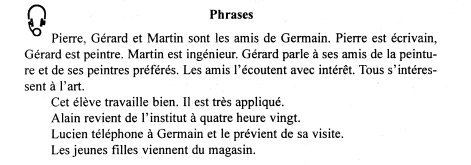 Phrases
Pierre, Gérard et Martin sont les amis de Germain. Pierre est écrivain,
Gérard est peintre. Martin est ingénieur. Gérard parle à ses amis de la peintu-
re et de ses peintres préférés. Les amis l'écoutent avec intérêt. Tous s'intéres-
sent à l'art.
Cet élève travaille bien. Il est très appliqué.
Alain revient de l'institut à quatre heure vingt.
Lucien téléphone à Germain et le prévient de sa visite.
Les jeunes filles viennent du magasin.